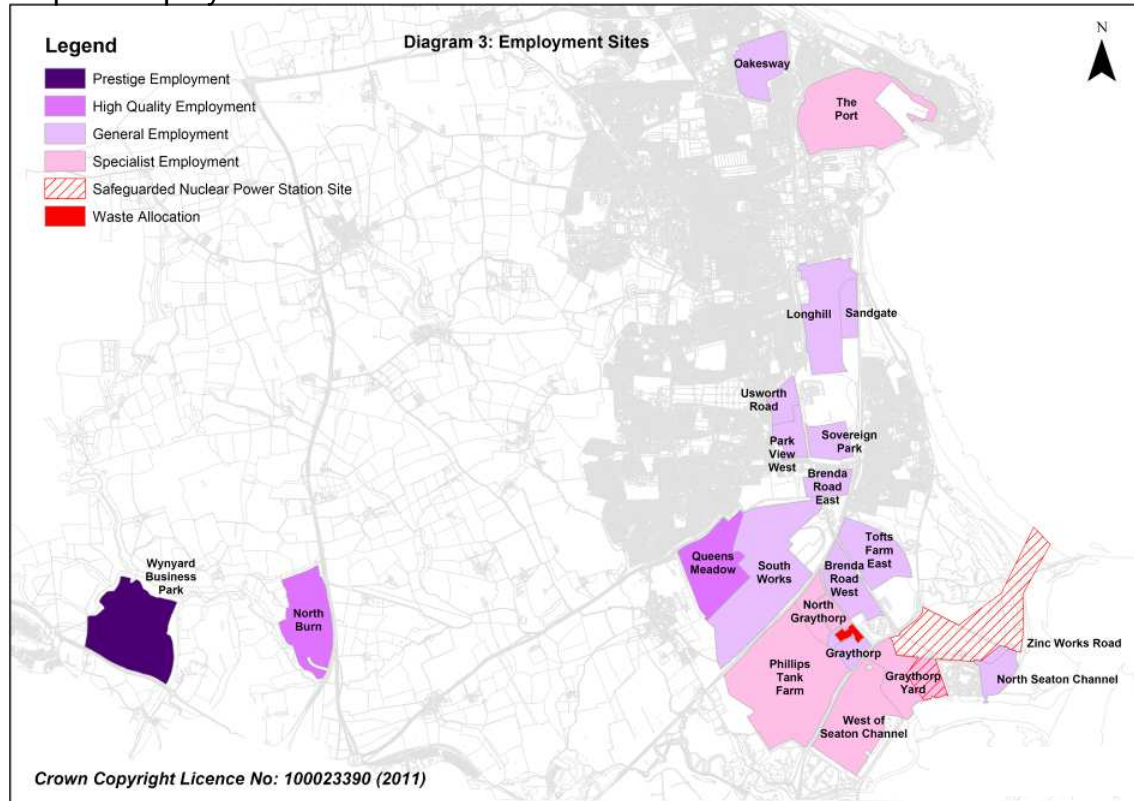 Legend
Prestige Employment
High Quality Employment
General Employment
Specialist Employment
Safeguarded Nuclear Power Station Site
Waste Allocation
Diagram 3: Employment Sites
N
Oakesway
The
Port
Longhill
Sandgate
Usworth
Road
Park
View
West
Sovereign
Park
Brenda
Road
East
Queens
Meadow
South
Works
Tofts
Farm
East
Brenda
Road
West
Wynyard
Business
Park
North
Burn
North
Graythorp
Graythorp
Zinc Works Road
Phillips
Tank
Farm
Graythorp
Yard
North Seaton Channel
West of
Seaton Channel
Crown Copyright Licence No: 100023390 (2011)